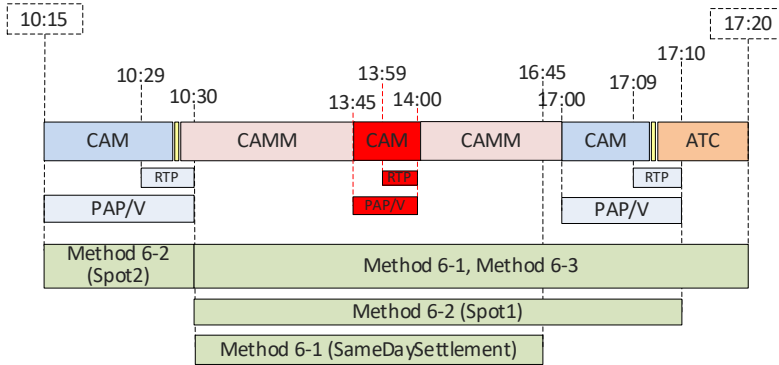 10:15
17:20
10:29
13:59
16:45
17:10
10:30
13:45
14:00
17:00
17:09
CAM
CAMM
CAM
CAMM
CAM
ATC
RTP
RTP
RTP
PAP/V
PAP/V
PAP/V
Method 6-2
(Spot2)
Method 6-1, Method 6-3
Method 6-2 (Spot1)
Method 6-1 (SameDaySettlement)